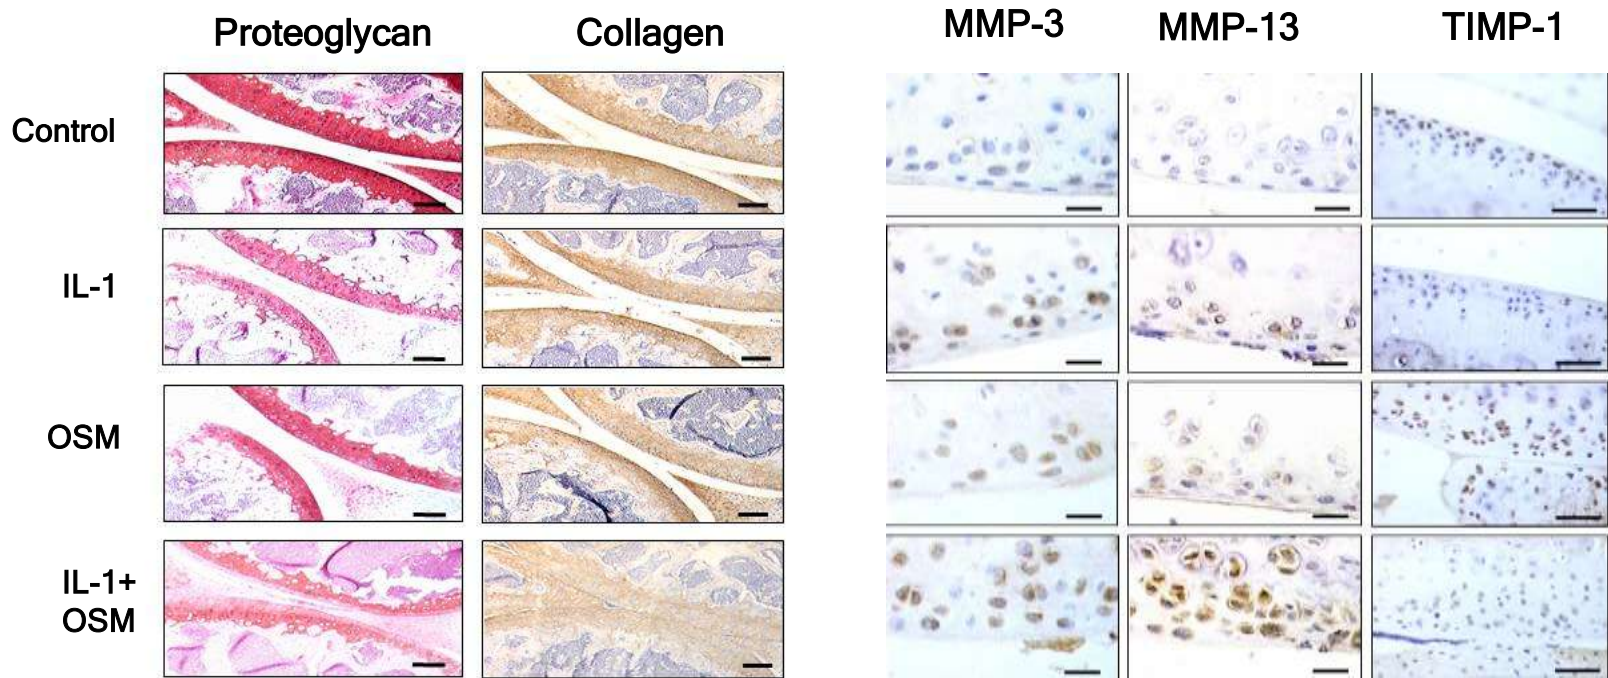 Proteoglycan
Collagen
MMP-3
MMP-13
TIMP-1
Control
IL-1
OSM
IL-1+
OSM